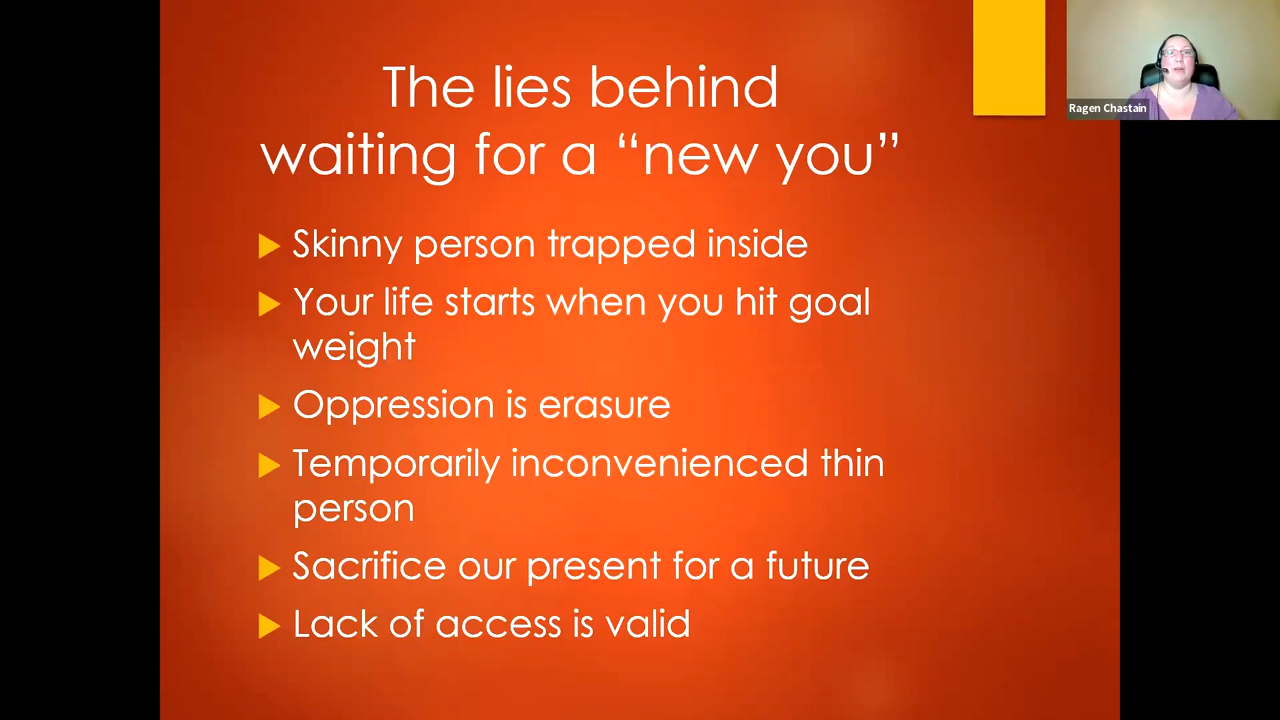 The lies behind
waiting for a “new you”
Skinny person trapped inside
Your life starts when you hit goal
weight
Oppression is erasure
Temporarily inconvenienced thin
person
Sacrifice our present for a future
Lack of access is valid
Ragen Chastain